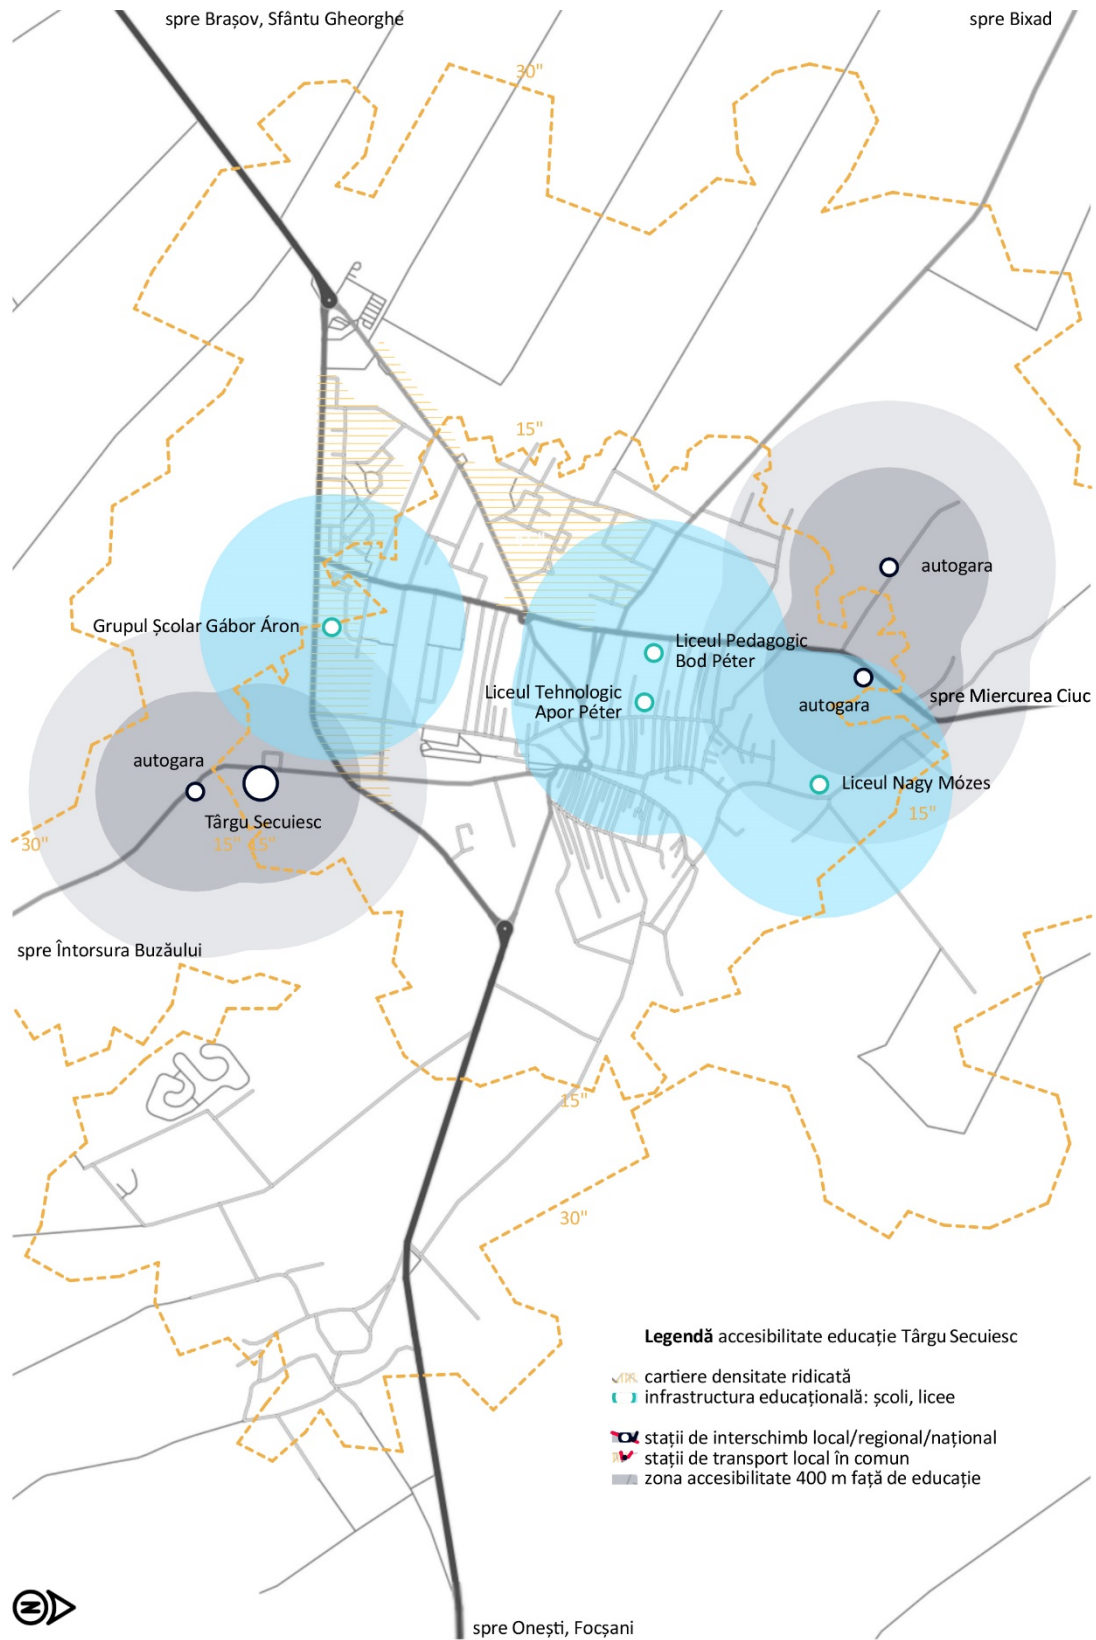 spre Brașov, Sfântu Gheorghe
spre Bixad
30"
15"
autogara
Grupul Școlar Gábor Áron
Liceul Pedagogic
Bod Péter
Liceul Tehnologic
Apor Péter
spre Miercurea Ciuc
autogara
autogara
Liceul Nagy Mózes
Târgu Secuiesc
15"
30"
15"
15"
spre Întorsura Buzăului
15"
30"
Legendă accesibilitate educație Târgu Secuiesc
cartiere densitate ridicată
infrastructura educațională: școli, licee
stații de interschimb local/regional/național
stații de transport local în comun
zona accesibilitate 400 m față de educație
N
spre Onești, Focșani